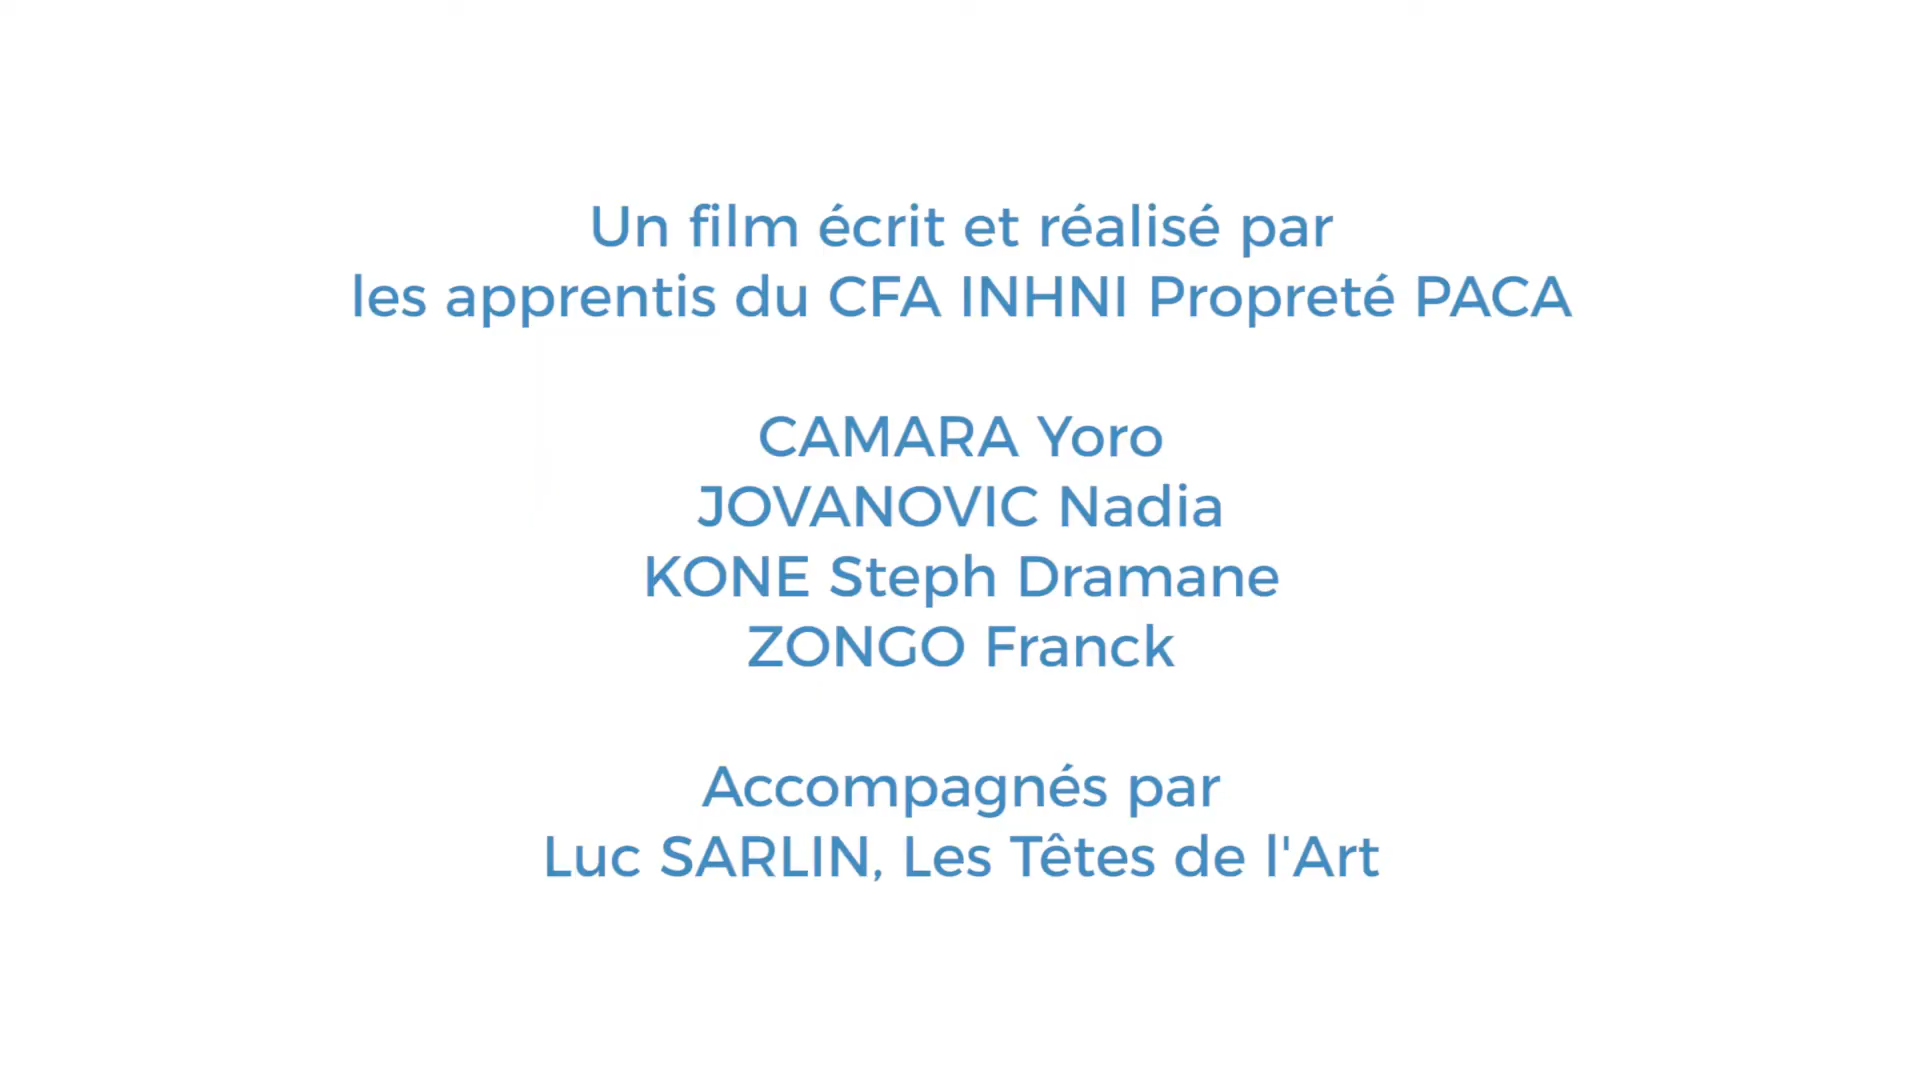 Un film écrit et réalisé par
les apprentis du CFA INHNI Propreté PACA
CAMARA Yoro
JOVANOVIC Nadia
KONE Steph Dramane
ZONGO Franck
Accompagnés par
Luc SARLIN, Les Têtes de l'Art